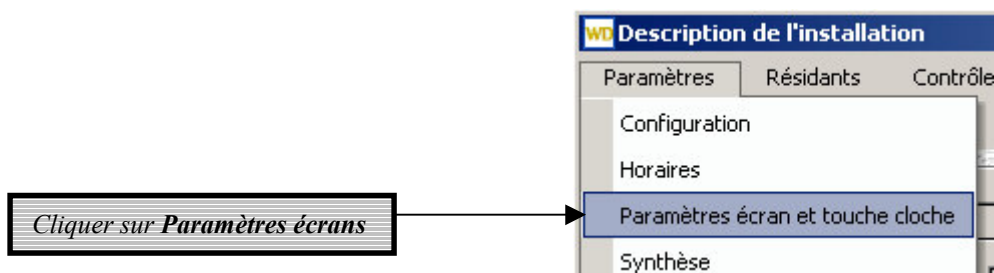 WD Description de l'installation
Paramètres Résidants Contrôle
Configuration
Horaires
Cliquer sur Paramètres écrans
Paramètres écran et touche cloche
Synthèse